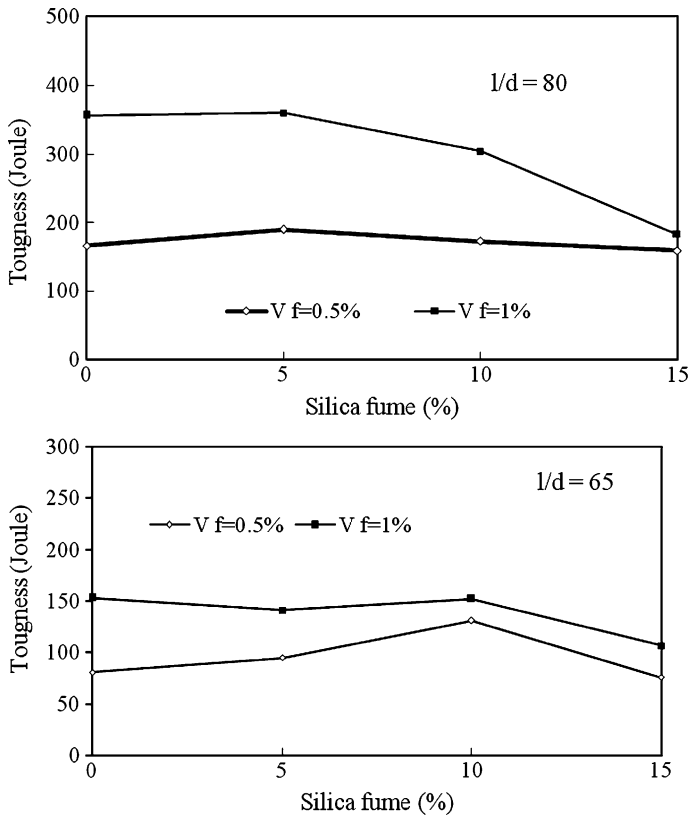 500
l/d = 80
400
300
200
100
0
V f=0.5%
V f=1%
0 5 10 15
Silica fume (%)
Tougness (Joule)
300
l/d = 65
250
V f=0.5%
V f=1%
200
150
100
50
0
0 5 10 15
Silica fume (%)
Tougness (Joule)